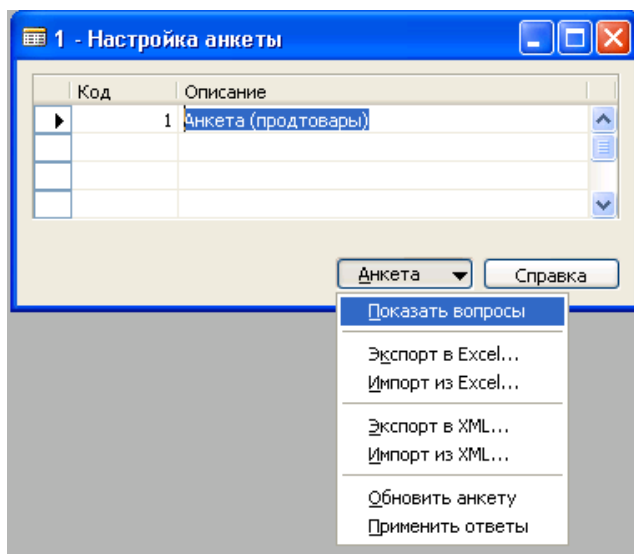 1 - Настройка анкеты
Код Описание
1 Анкета (продтовары)
Анкета Справка
Показать вопросы
Экспорт в Excel...
Импорт из Excel...
Экспорт в XML...
Импорт из XML...
Обновить анкету
Применить ответы